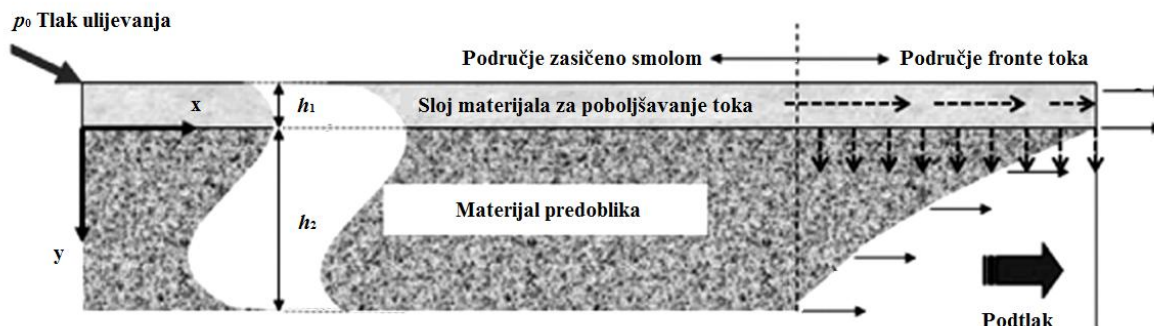 p₀ Tlak ulijevanja
Područje zasičeno smolom
Područje fronte toka
x
h₁
Sloj materijala za poboljšavanje toka
Materijal predoblika
h₂
y
Podtlak